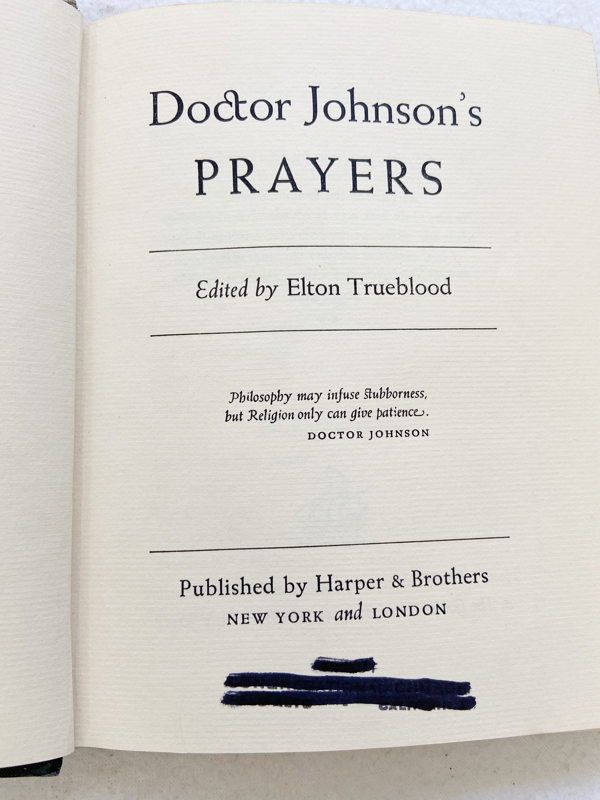 Doctor Johnson's
PRAYERS
Edited by Elton Trueblood
Philosophy may infuse Stubborness,
but Religion only can give patience.
DOCTOR JOHNSON
Published by Harper & Brothers
NEW YORK and LONDON